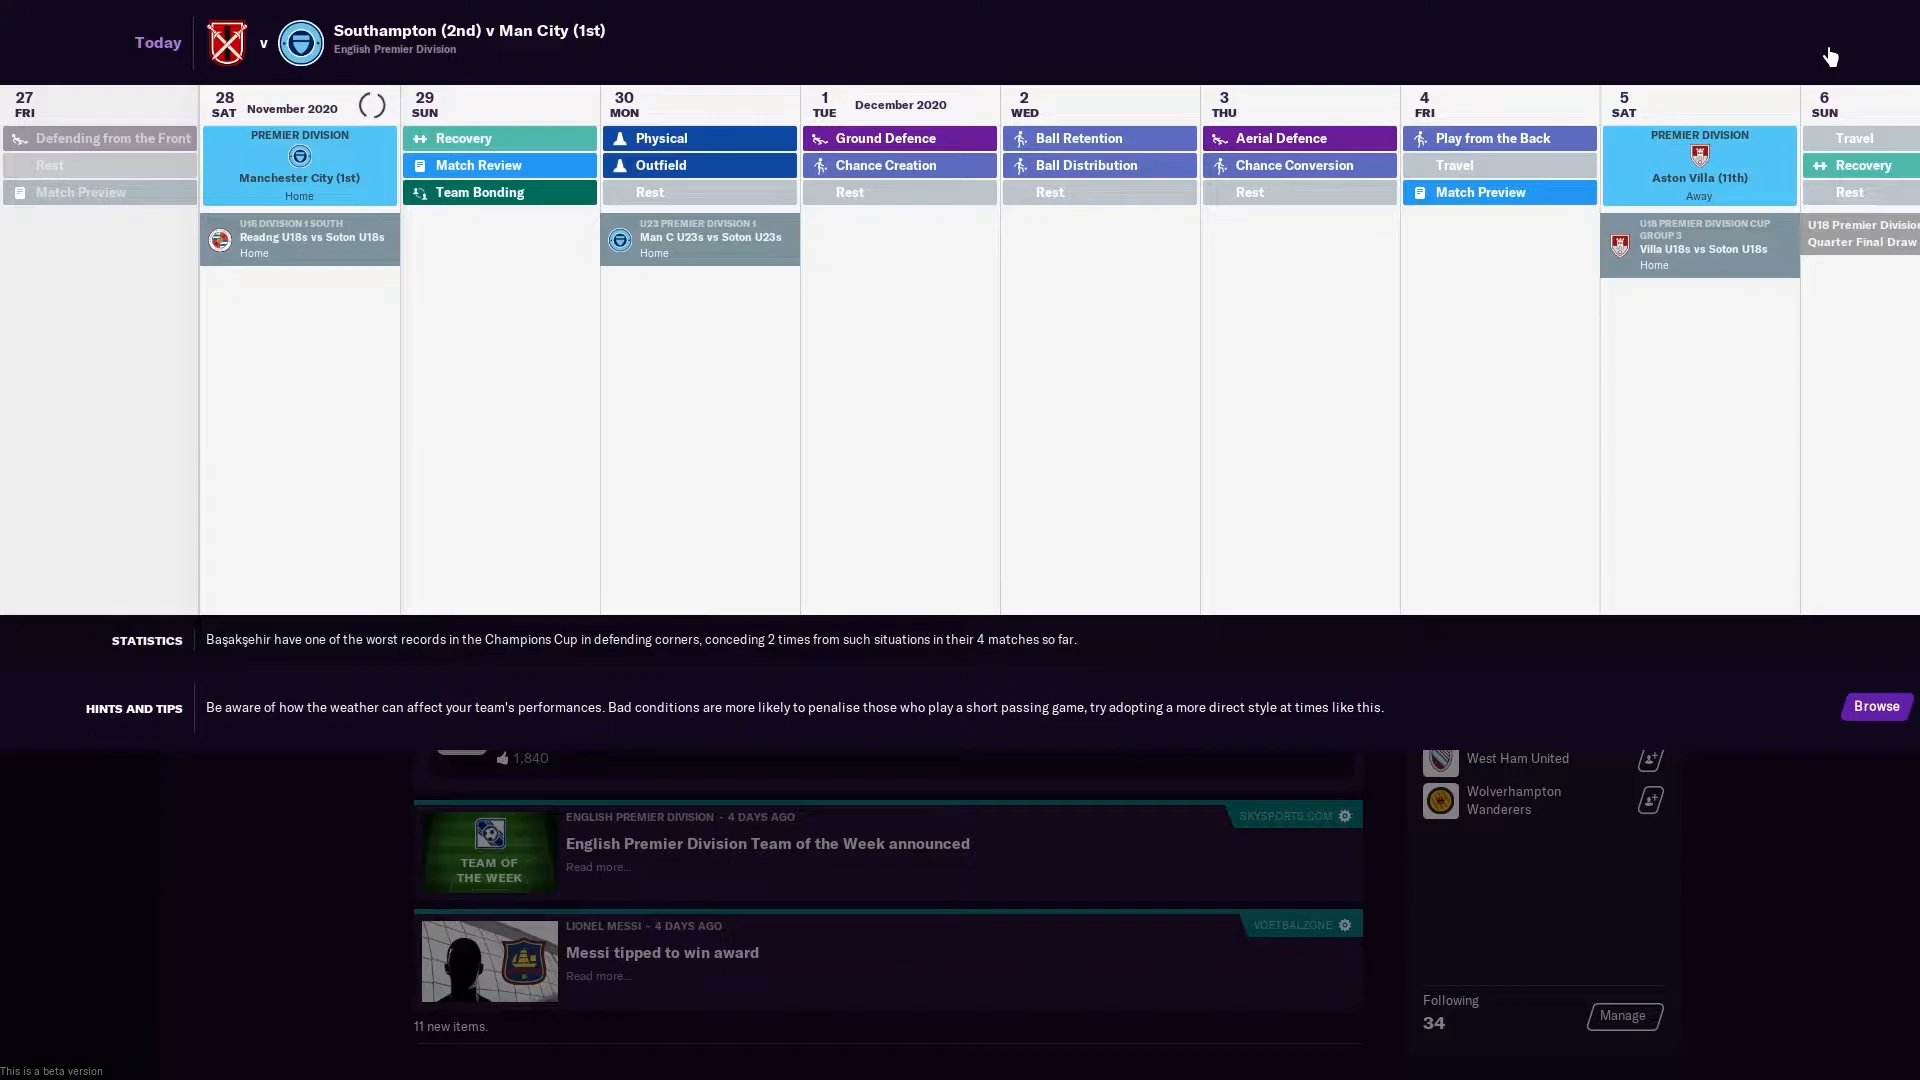 Today
v
Southampton (2nd) v Man City (1st)
English Premier Division
27
FRI
Defending from the Front
Rest
Match Preview
28
SAT
November 2020
PREMIER DIVISION
Manchester City (1st)
Home
U18 DIVISION 1 SOUTH
Readng U18s vs Soton U18s
Home
29
SUN
Recovery
Match Review
Team Bonding
30
MON
Physical
Outfield
Rest
U23 PREMIER DIVISION 1
Man C U23s vs Soton U23s
Home
1
TUE
December 2020
Ground Defence
Chance Creation
Rest
2
WED
Ball Retention
Ball Distribution
Rest
3
THU
Aerial Defence
Chance Conversion
Rest
4
FRI
Play from the Back
Travel
Match Preview
5
SAT
PREMIER DIVISION
Aston Villa (11th)
Away
U18 PREMIER DIVISION CUP
GROUP 3
Villa U18s vs Soton U18s
Home
6
SUN
Travel
Recovery
Rest
U18 Premier Division
Quarter Final Draw
STATISTICS
Başakşehir have one of the worst records in the Champions Cup in defending corners, conceding 2 times from such situations in their 4 matches so far.
HINTS AND TIPS
Be aware of how the weather can affect your team's performances. Bad conditions are more likely to penalise those who play a short passing game, try adopting a more direct style at times like this.
Browse
1,840
ENGLISH PREMIER DIVISION - 4 DAYS AGO
SKYSPORTS.COM
English Premier Division Team of the Week announced
Read more...
TEAM OF
THE WEEK
LIONEL MESSI - 4 DAYS AGO
VOETBALZONE
Messi tipped to win award
Read more...
11 new items.
West Ham United
Wolverhampton
Wanderers
Following
34
Manage
This is a beta version